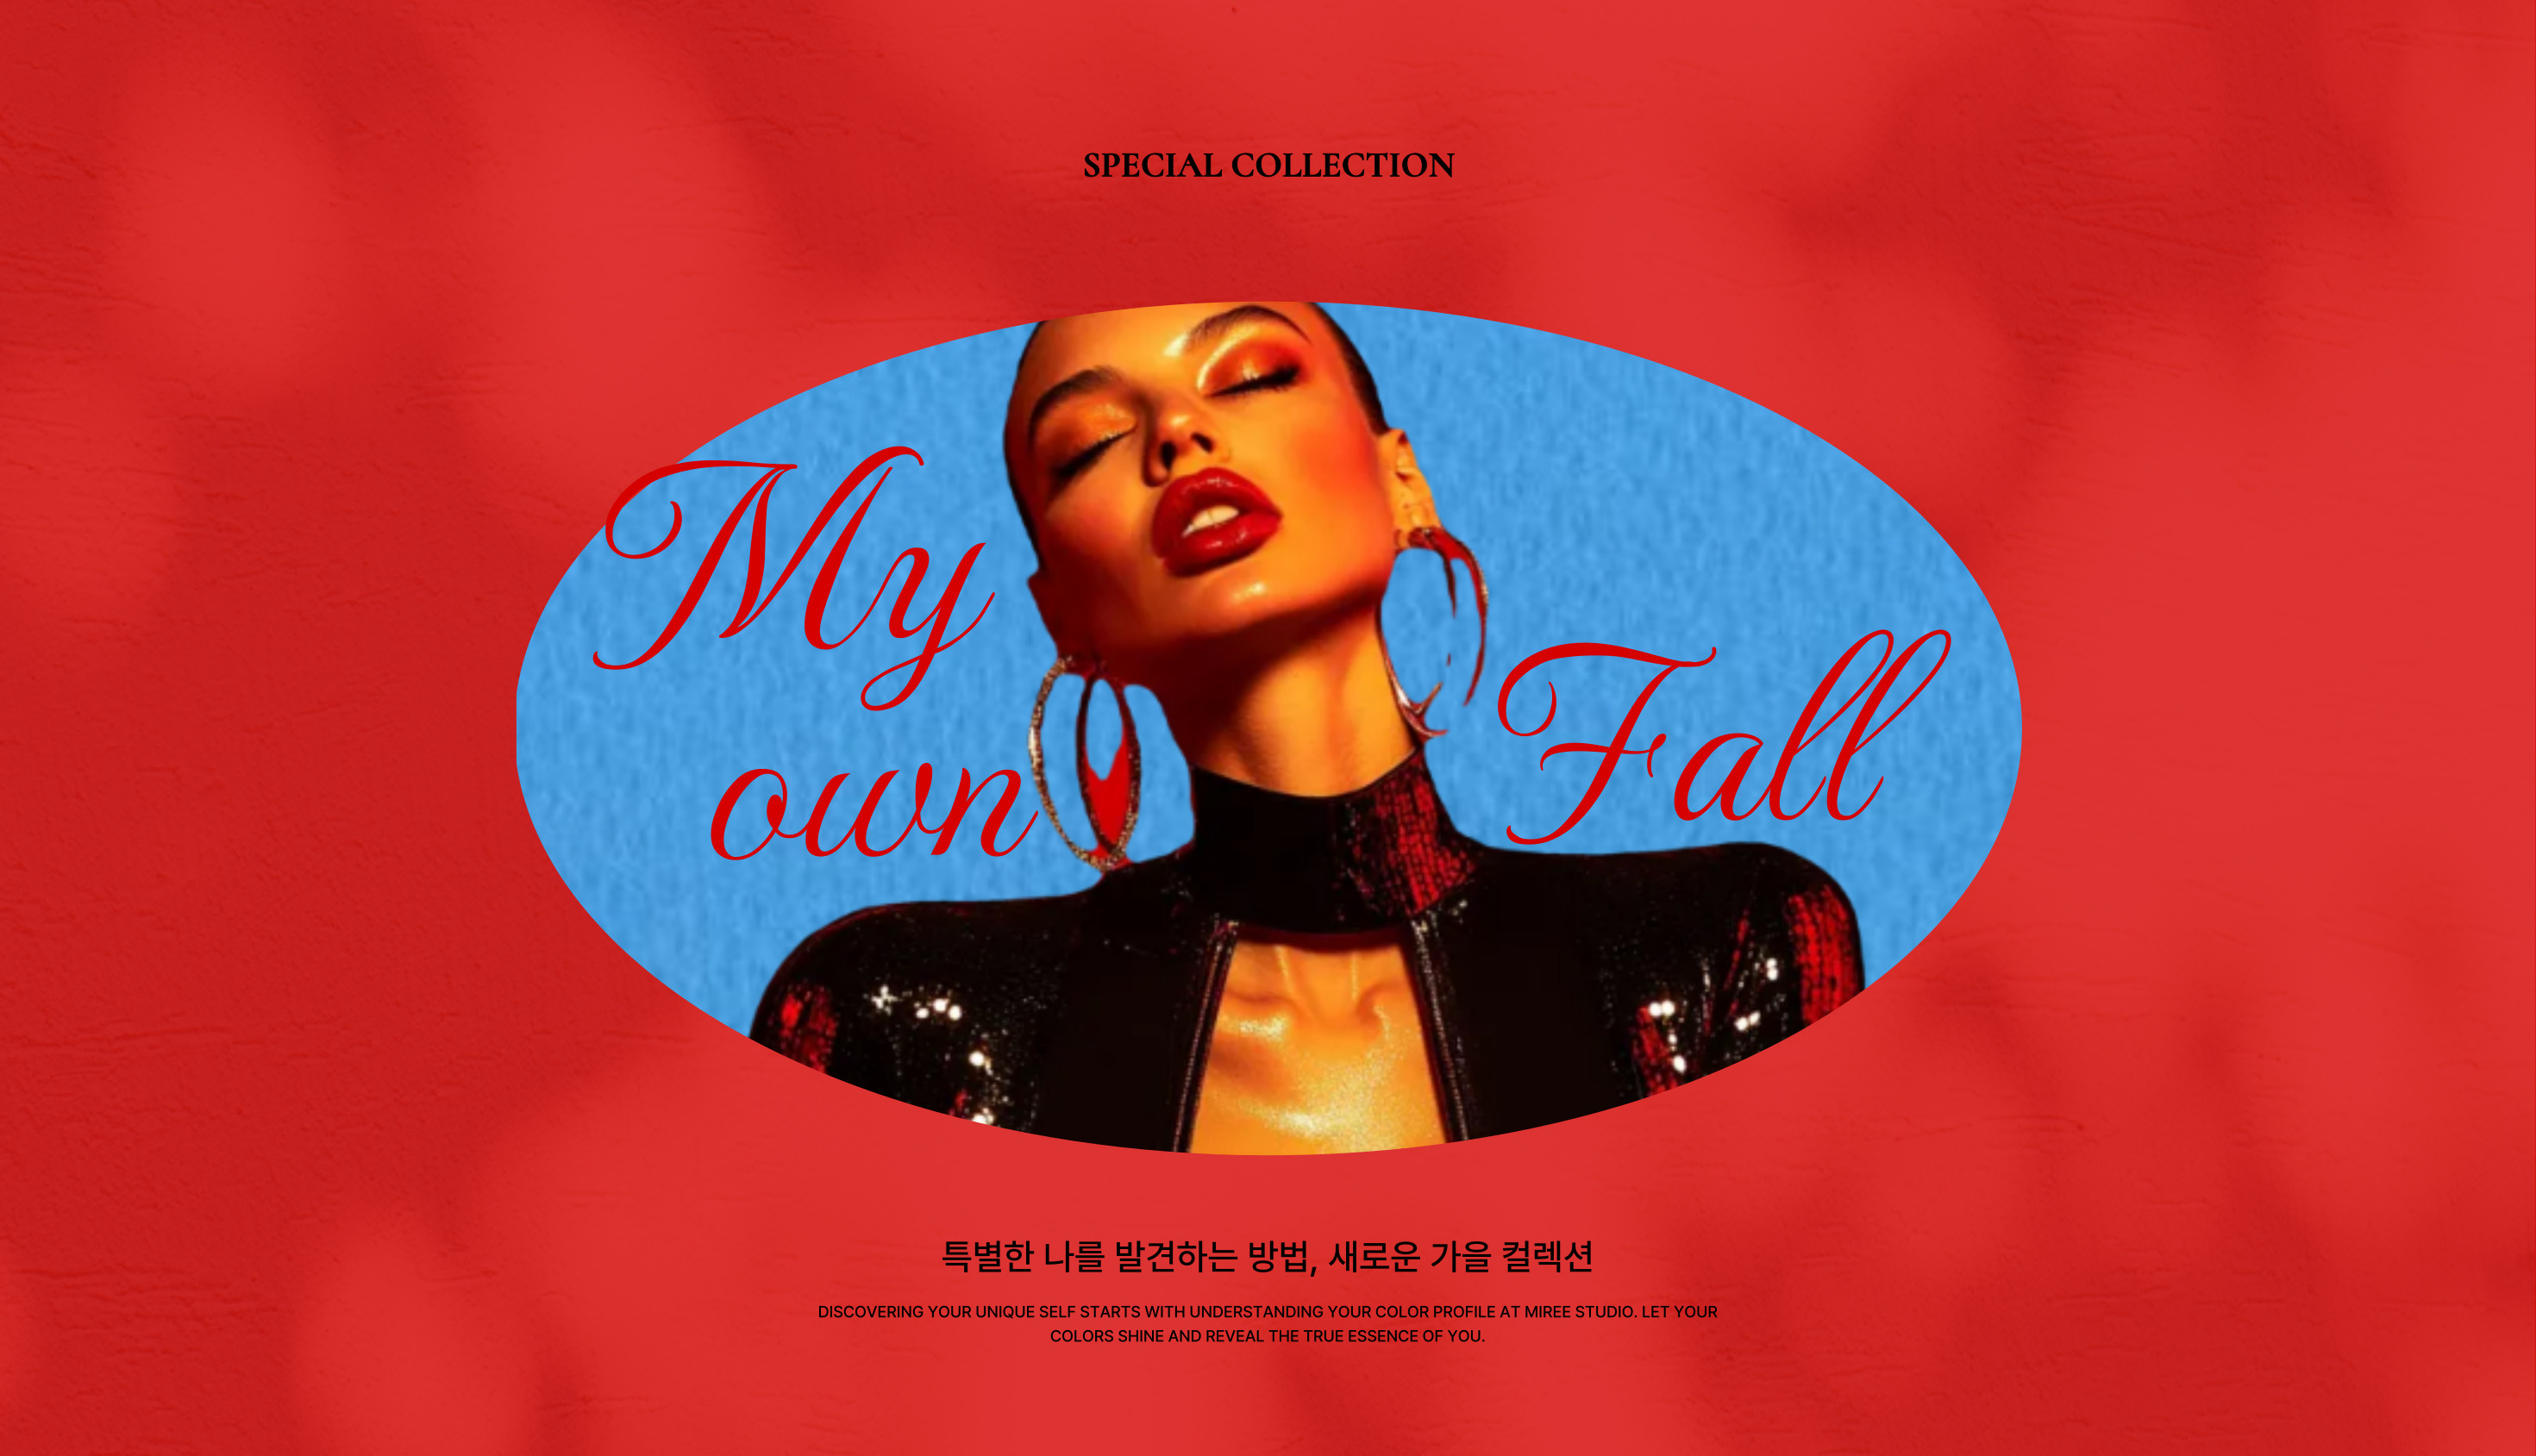 SPECIAL COLLECTION
My
own
Fall
특별한 나를 발견하는 방법, 새로운 가을 컬렉션
DISCOVERING YOUR UNIQUE SELF STARTS WITH UNDERSTANDING YOUR COLOR PROFILE AT MIREE STUDIO. LET YOUR
COLORS SHINE AND REVEAL THE TRUE ESSENCE OF YOU.